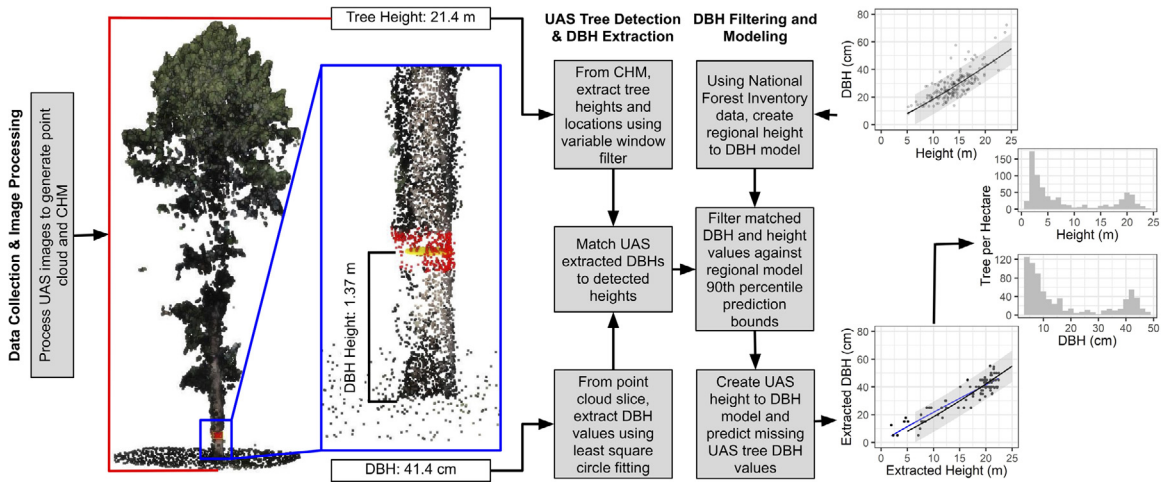 Data Collection & Image Processing
Process UAS images to generate point
cloud and CHM
Tree Height: 21.4 m
DBH Height: 1.37 m
DBH: 41.4 cm
UAS Tree Detection
& DBH Extraction
From CHM,
extract tree
heights and
locations using
variable window
filter
Match UAS
extracted DBHs
to detected
heights
From point
cloud slice,
extract DBH
values using
least square
circle fitting
DBH Filtering and
Modeling
Using National
Forest Inventory
data, create
regional height
to DBH model
Filter matched
DBH and height
values against
regional model
90th percentile
prediction
bounds
Create UAS
height to DBH
model and
predict missing
UAS tree DBH
values
DBH (cm)
80
60
40
20
0
0 5 10 15 20 25
Height (m)
Tree per Hectare
150
100
50
0
0 5 10 15 20 25
Height (m)
125
100
75
50
25
0
10 20 30 40 50
DBH (cm)
Extracted DBH (cm)
80
60
40
20
0
0 5 10 15 20 25
Extracted Height (m)